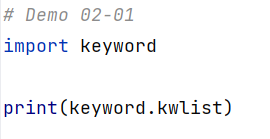 # Demo 02-01
import keyword
print(keyword.kwlist)